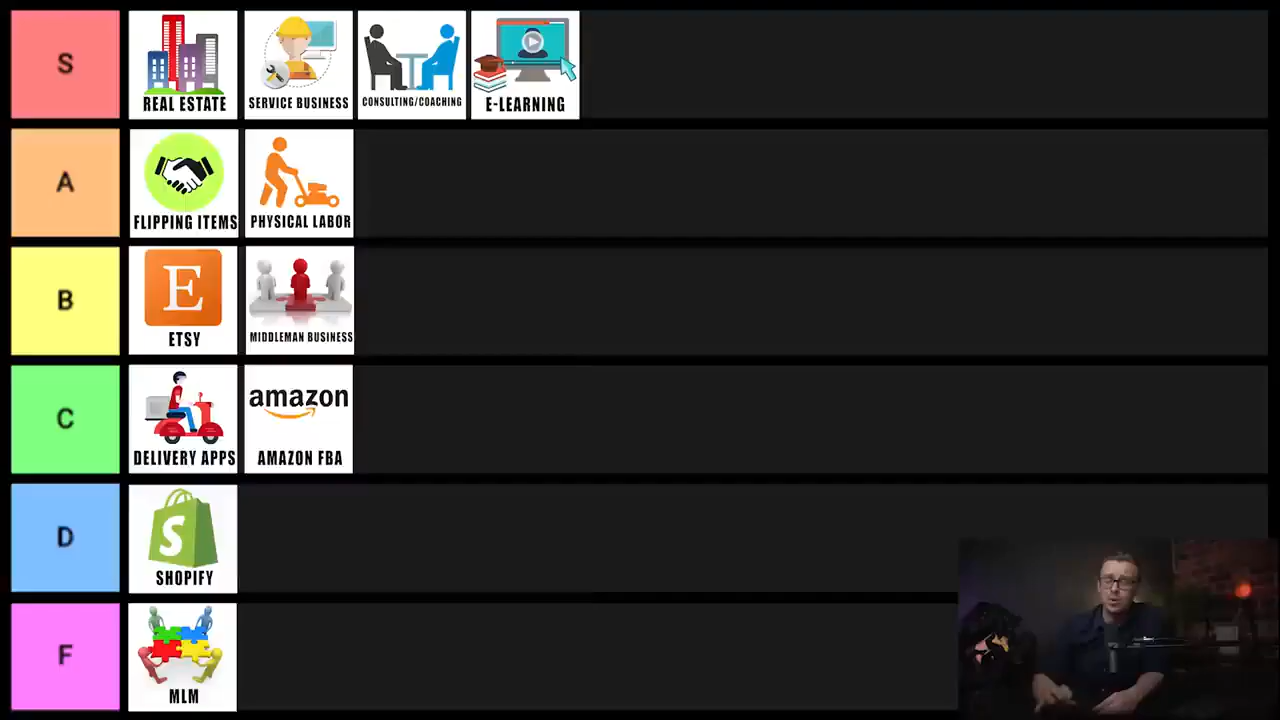 S
REAL ESTATE
SERVICE BUSINESS
CONSULTING/COACHING
E-LEARNING
A
FLIPPING ITEMS
PHYSICAL LABOR
B
E
ETSY
MIDDLEMAN BUSINESS
C
DELIVERY APPS
amazon
AMAZON FBA
D
S
SHOPIFY
F
MLM